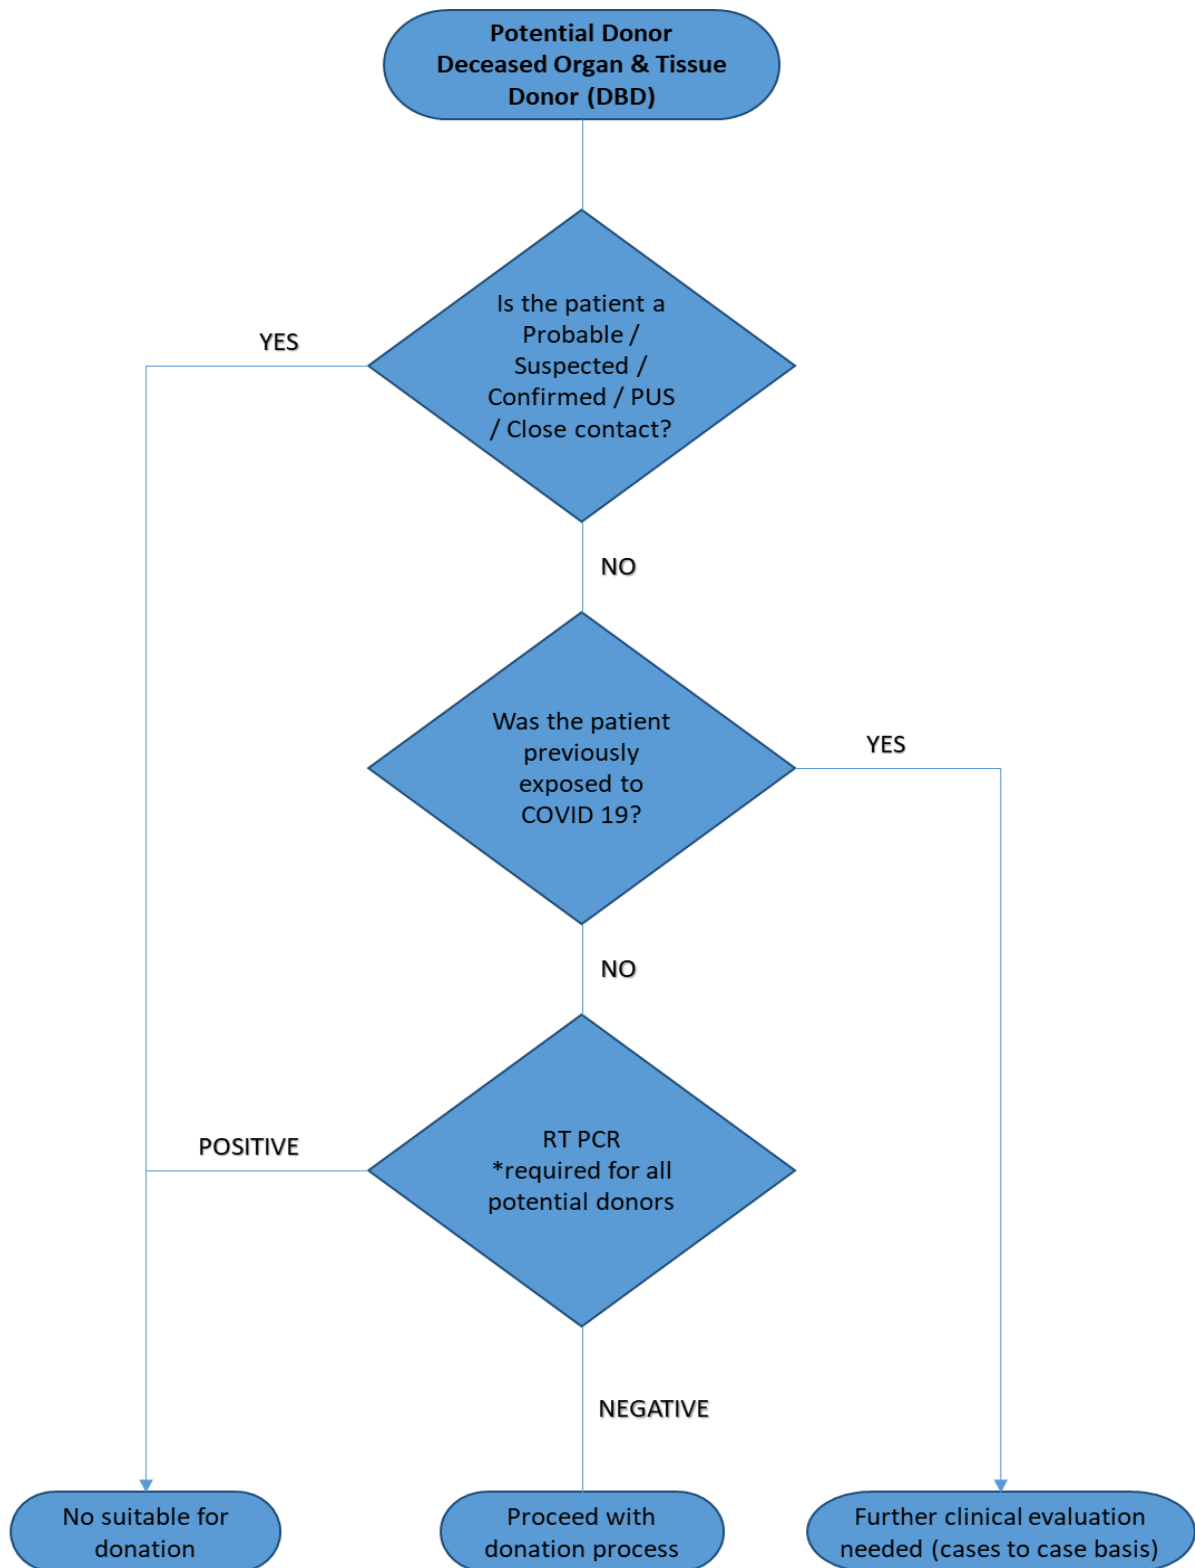 Potential Donor
Deceased Organ & Tissue
Donor (DBD)
Is the patient a
Probable /
Suspected /
Confirmed / PUS
/ Close contact?
YES
NO
Was the patient
previously
exposed to
COVID 19?
YES
NO
RT PCR
*required for all
potential donors
POSITIVE
NEGATIVE
No suitable for
donation
Proceed with
donation process
Further clinical evaluation
needed (cases to case basis)